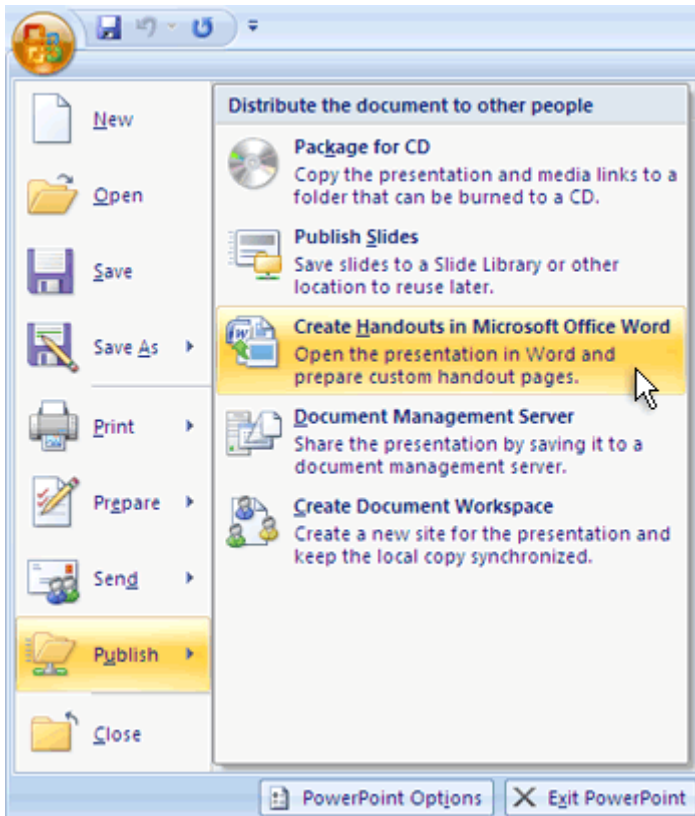 New
Open
Save
Save As
Print
Prepare
Send
Publish
Close
Distribute the document to other people
Package for CD
Copy the presentation and media links to a
folder that can be burned to a CD.
Publish Slides
Save slides to a Slide Library or other
location to reuse later.
Create Handouts in Microsoft Office Word
Open the presentation in Word and
prepare custom handout pages.
Document Management Server
Share the presentation by saving it to a
document management server.
Create Document Workspace
Create a new site for the presentation and
keep the local copy synchronized.
PowerPoint Options
Exit PowerPoint